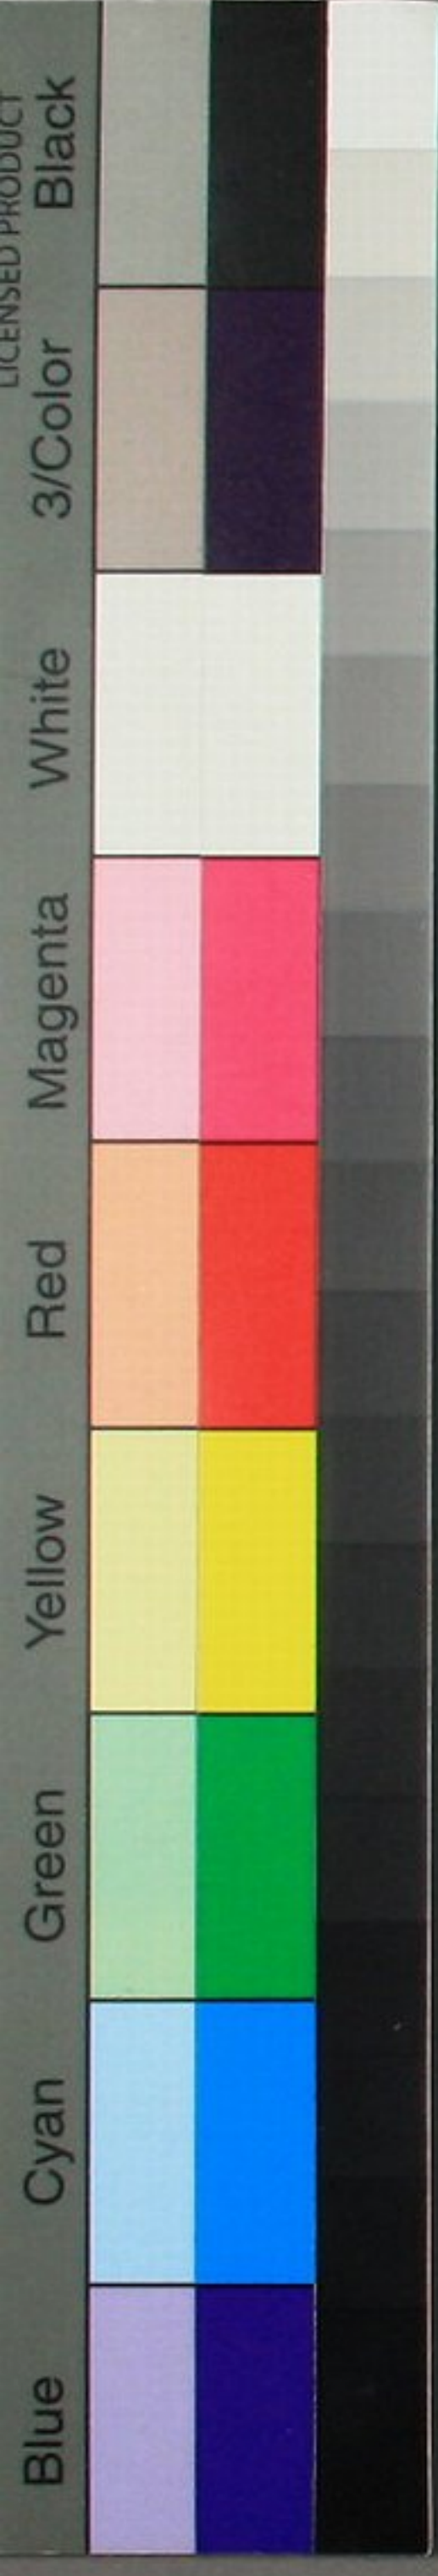 LICENSED PRODUCT
Black
3/Color
White
Magenta
Red
Yellow
Green
Cyan
Blue